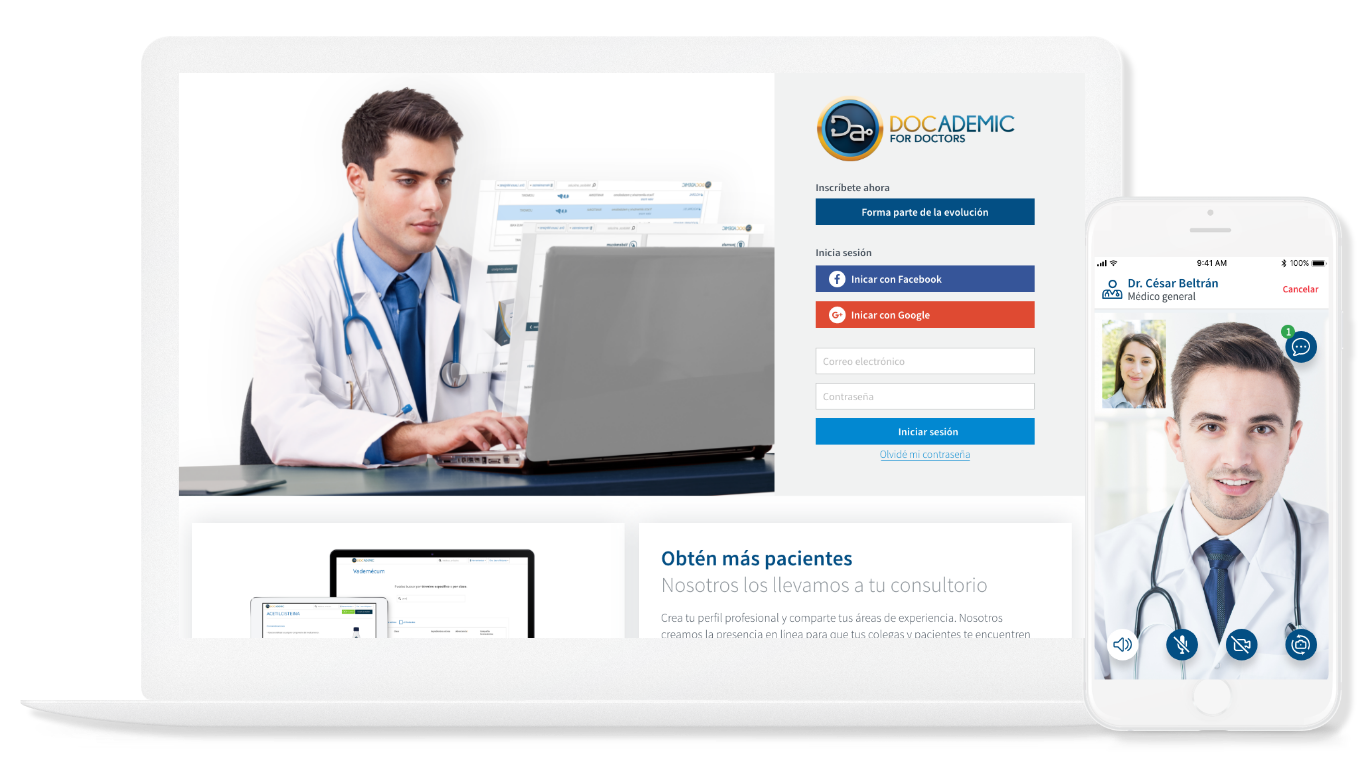 Da
DOCADEMIC
FOR DOCTORS
Inscríbete ahora
Forma parte de la evolución
Inicia sesión
f Inicar con Facebook
G+ Inicar con Google
Correo electrónico
Contraseña
Iniciar sesión
Olvidé mi contraseña
Vademécum
ACETILCISTEINA
Obtén más pacientes
Nosotros los llevamos a tu consultorio
Crea tu perfil profesional y comparte tus áreas de experiencia. Nosotros
creamos la presencia en línea para que tus colegas y pacientes te encuentren
9:41 AM
100%
Dr. César Beltrán
Médico general
Cancelar
1